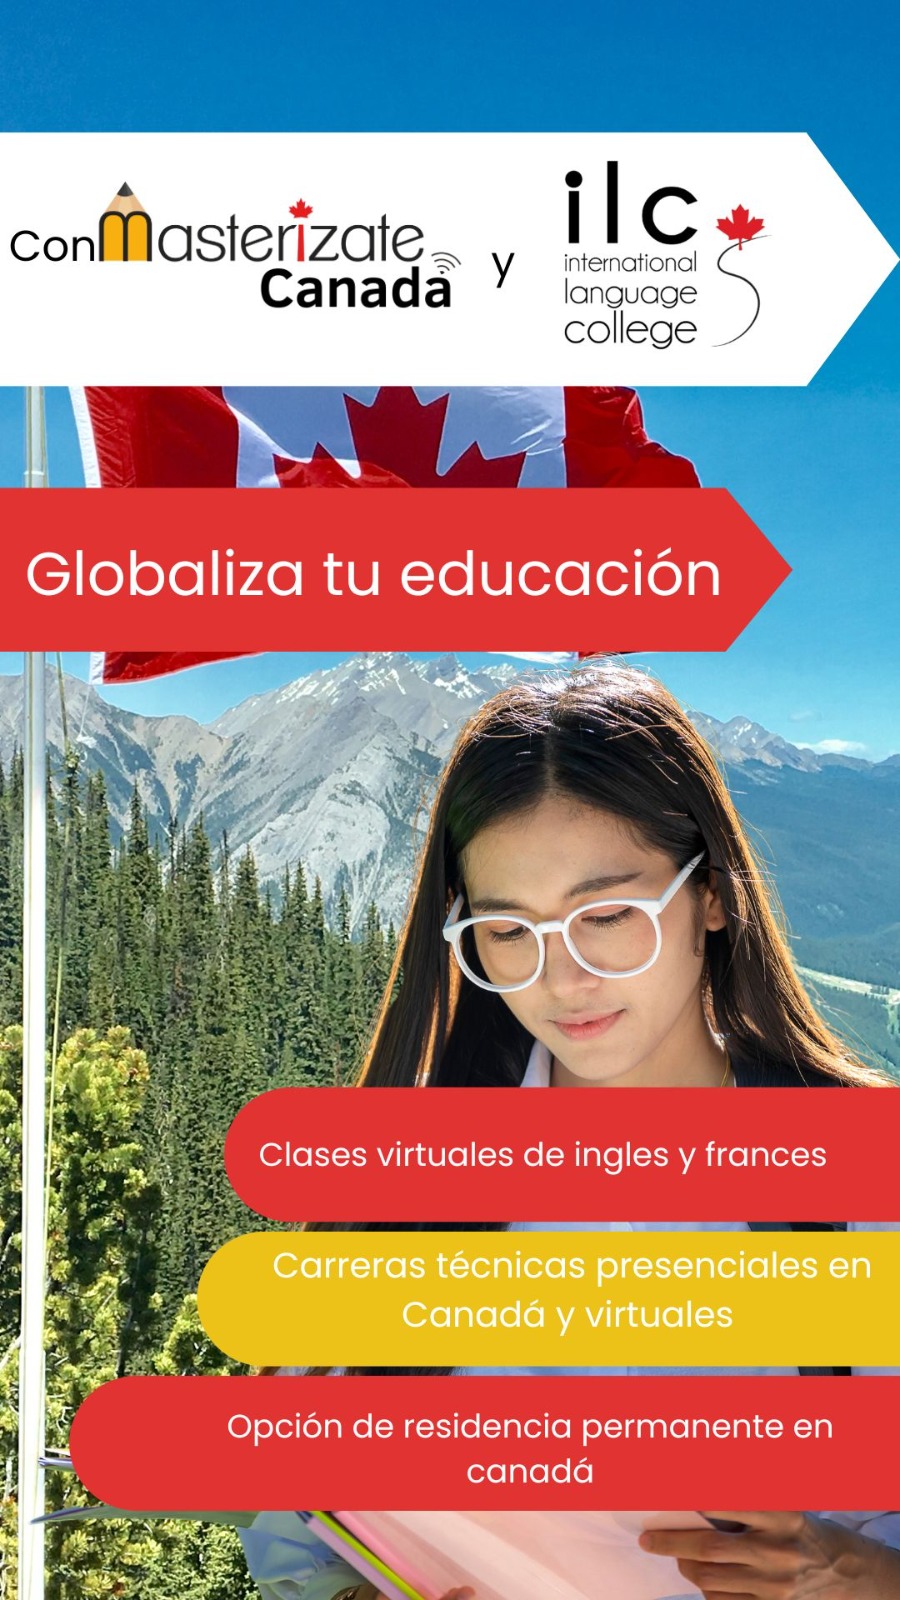 Con Masterizate
Canada
y
ilc
international
language
college
Globaliza tu educación
Clases virtuales de ingles y frances
Carreras técnicas presenciales en
Canadá y virtuales
Opción de residencia permanente en
canadá